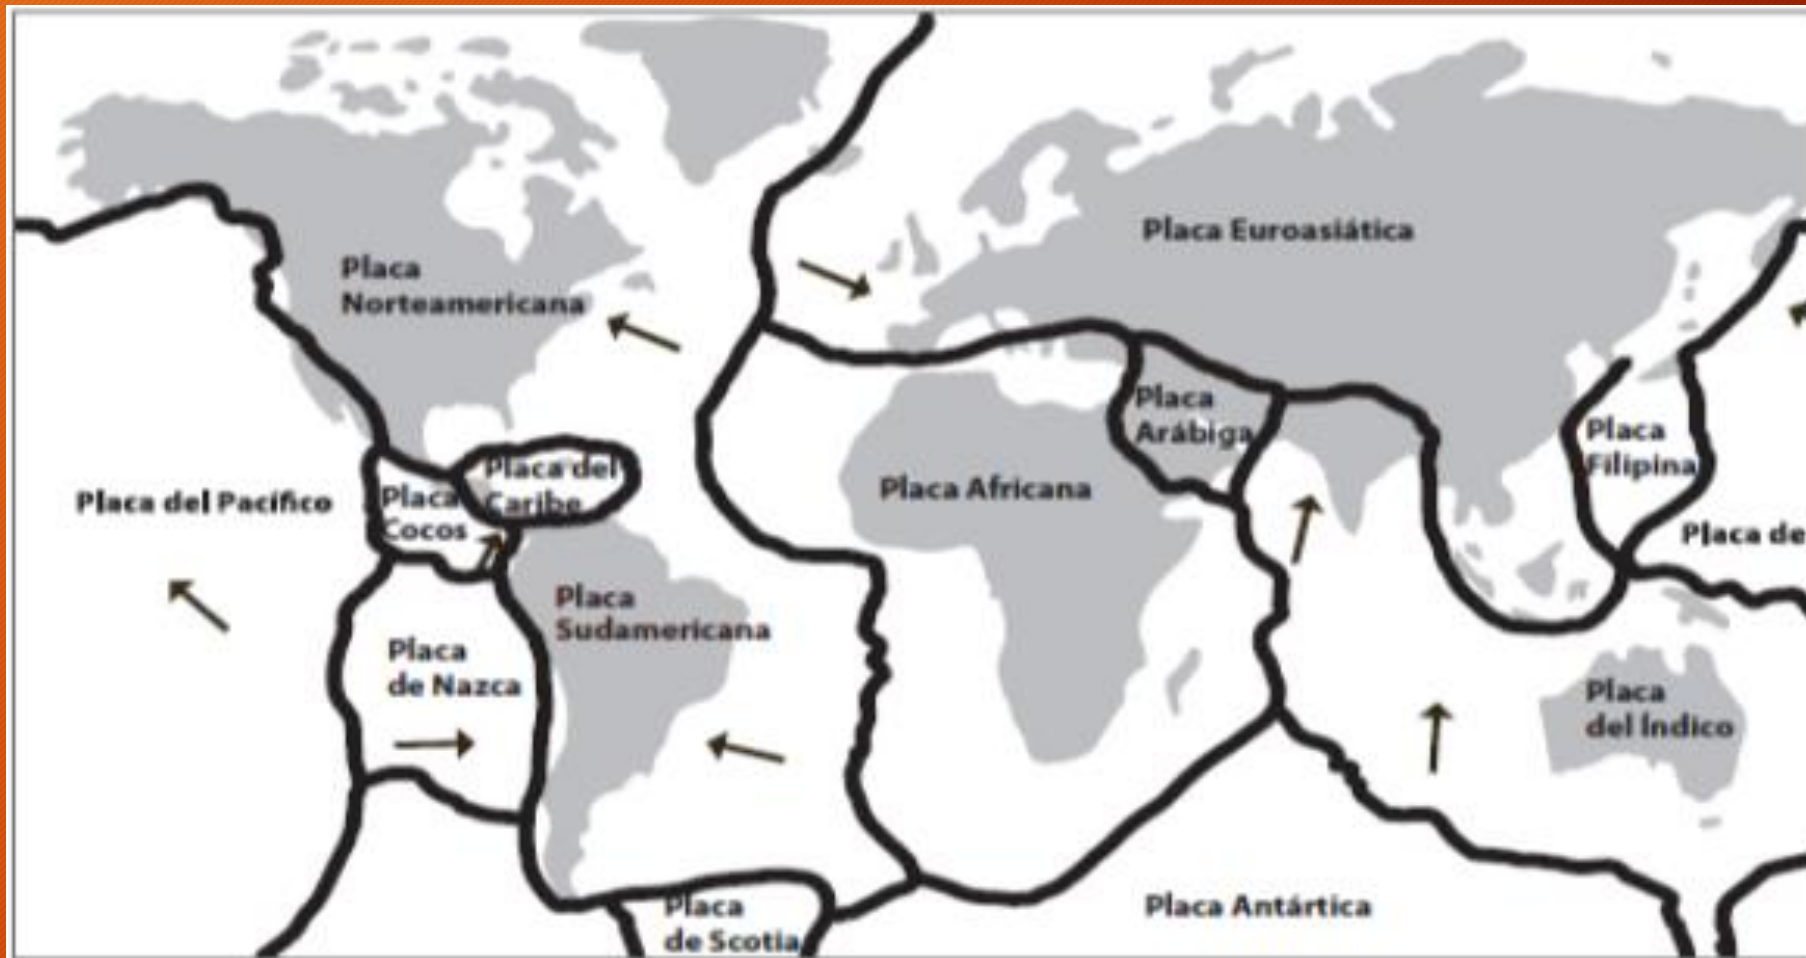 Placa Euroasiática
Placa
Norteamericana
Placa
Arábiga
Placa
Filipina
Placa del Pacífico
Placa
Cocos
Placa del
Caribe
Placa Africana
Placa de
Placa
Sudamericana
Placa
de Nazca
Placa
del Índico
Placa
de Scotia
Placa Antártica